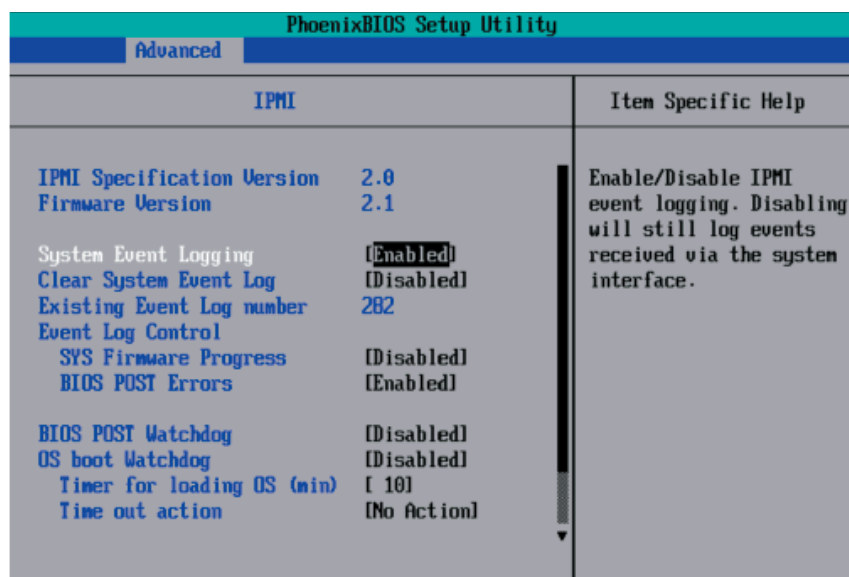 PhoenixBIOS Setup Utility
Advanced
IPMI
IPMI Specification Version 2.0
Firmware Version 2.1
System Event Logging [Enabled]
Clear System Event Log [Disabled]
Existing Event Log number 282
Event Log Control
SYS Firmware Progress [Disabled]
BIOS POST Errors [Enabled]
BIOS POST Watchdog [Disabled]
OS boot Watchdog [Disabled]
Timer for loading OS (min) [ 10]
Time out action [No Action]
Item Specific Help
Enable/Disable IPMI
event logging. Disabling
will still log events
received via the system
interface.